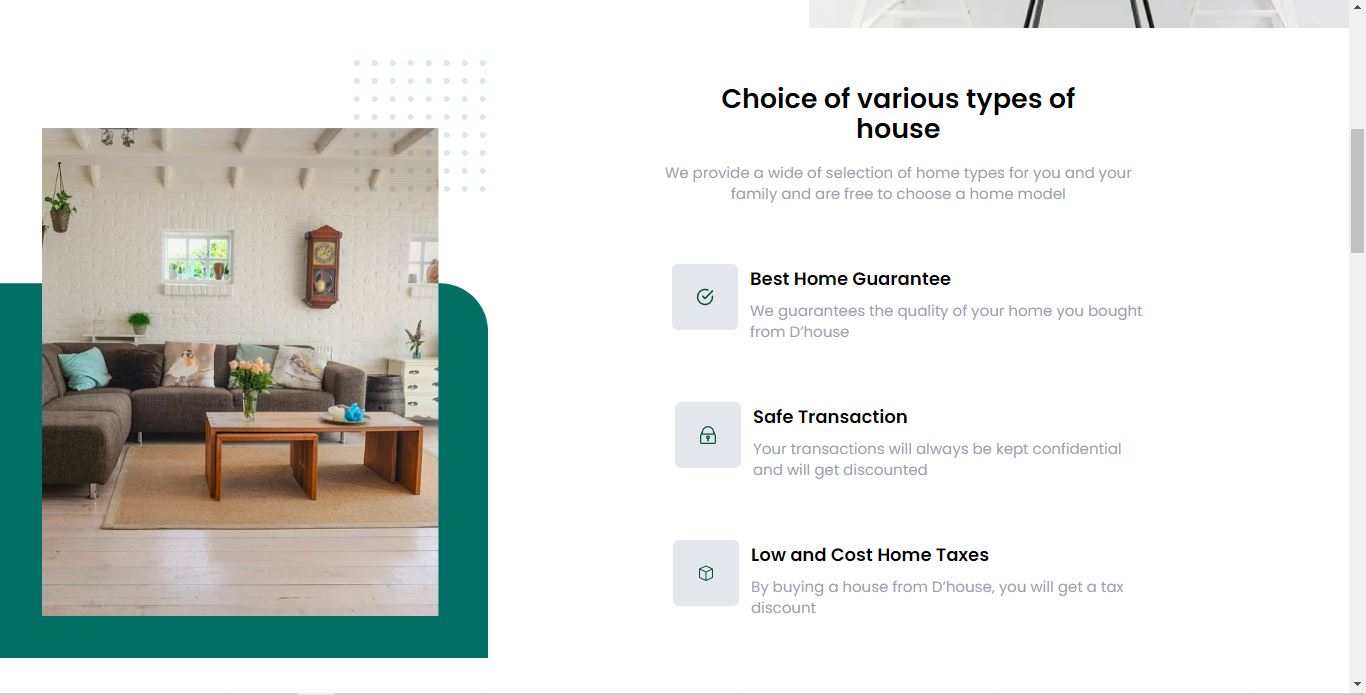 Choice of various types of
house
We provide a wide of selection of home types for you and your
family and are free to choose a home model
Best Home Guarantee
We guarantees the quality of your home you bought
from D’house
Safe Transaction
Your transactions will always be kept confidential
and will get discounted
Low and Cost Home Taxes
By buying a house from D’house, you will get a tax
discount